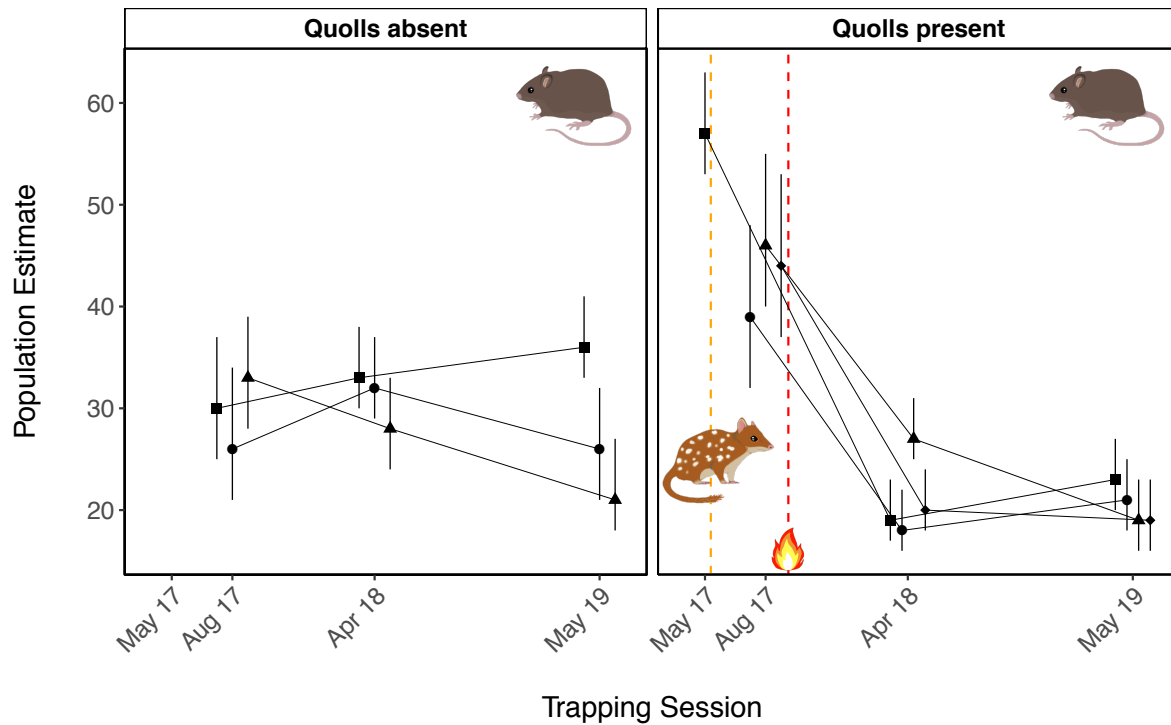 Quolls absent
Quolls present
Population Estimate
60
50
40
30
20
May 17
Aug 17
Apr 18
May 19
May 17
Aug 17
Apr 18
May 19
Trapping Session